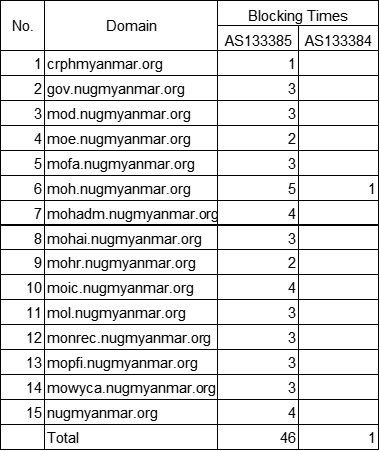 No. Domain Blocking Times
AS133385 AS133384
1 crphmyanmar.org 1
2 gov.nugmyanmar.org 3
3 mod.nugmyanmar.org 3
4 moe.nugmyanmar.org 2
5 mofa.nugmyanmar.org 3
6 moh.nugmyanmar.org 5 1
7 mohadm.nugmyanmar.org 4
8 mohai.nugmyanmar.org 3
9 mohr.nugmyanmar.org 2
10 moic.nugmyanmar.org 4
11 mol.nugmyanmar.org 3
12 monrec.nugmyanmar.org 3
13 mopfi.nugmyanmar.org 3
14 mowyca.nugmyanmar.org 3
15 nugmyanmar.org 4
Total 46 1